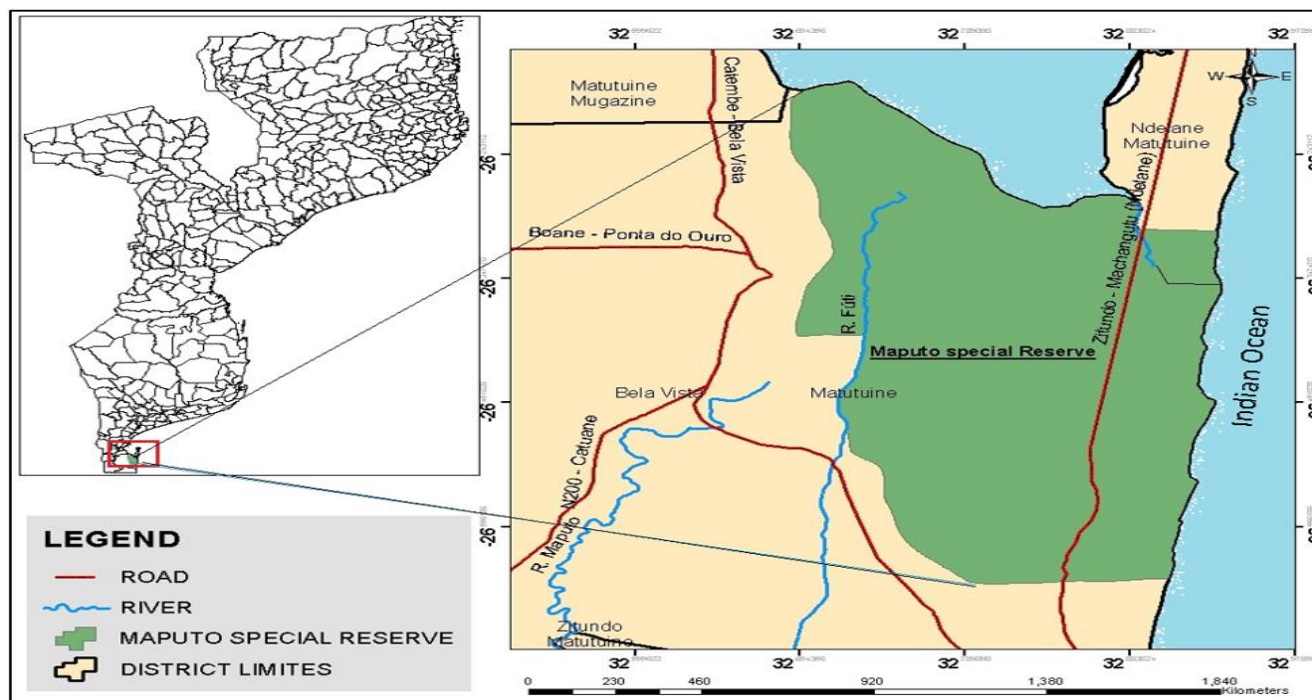 32
32
32
32
32
W
E
S
Matutuine
Mugazine
Catembe - Bela Vista
Ndelane
Matutuine
-26
Boane - Ponta do Ouro
Zitundo - Machangulu (Ndelane)
-26
R. Fúti
Maputo special Reserve
Indian Ocean
Bela Vista
Matutuine
-26
N200 - Catuane
R. Maputo
-26
Zitundo
Matutuine
32
32
32
32
32
LEGEND
ROAD
RIVER
MAPUTO SPECIAL RESERVE
DISTRICT LIMITES
0 230 460 920 1,380 1,840
Kilometers